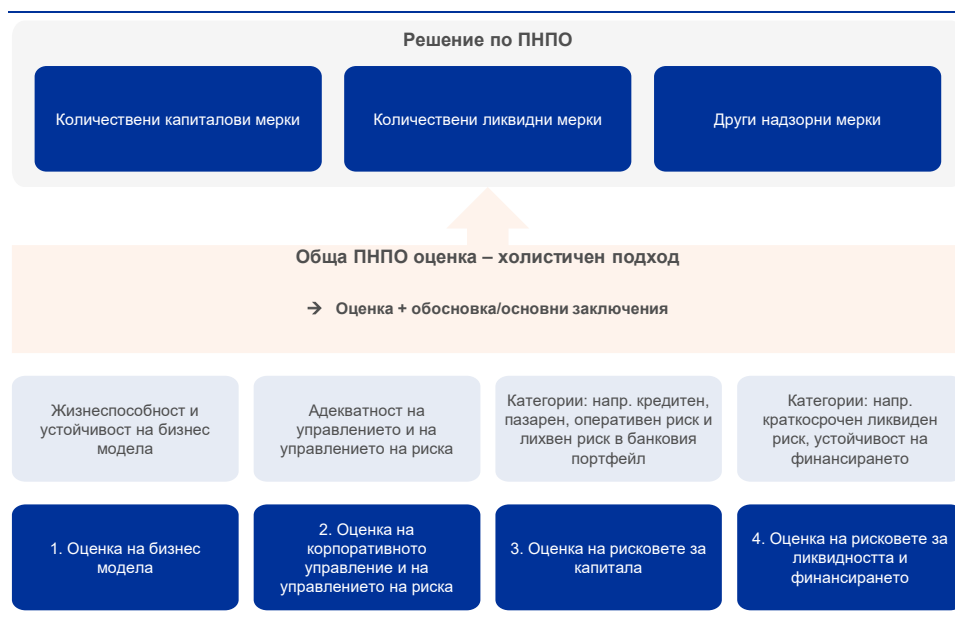 Решение по ПНПО
Количествени капиталови мерки
Количествени ликвидни мерки
Други надзорни мерки
Обща ПНПО оценка – холистичен подход
→ Оценка + обосновка/основни заключения
Жизнеспособност и
устойчивост на бизнес
модела
Адекватност на
управлението и на
управлението на риска
Категории: напр. кредитен,
пазарен, оперативен риск и
лихвен риск в банковия
портфейл
Категории: напр.
краткосрочен ликвиден
риск, устойчивост на
финансирането
1. Оценка на бизнес
модела
2. Оценка на
корпоративното
управление и на
управлението на риска
3. Оценка на рисковете за
капитала
4. Оценка на рисковете за
ликвидността и
финансирането